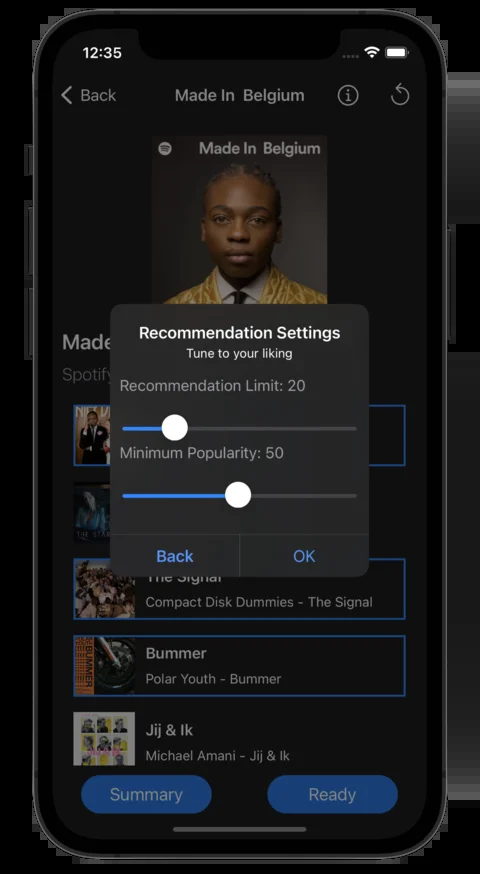 12:35
Back
Made In Belgium
Made In Belgium
Made
Spotify
Recommendation Settings
Tune to your liking
Recommendation Limit: 20
Minimum Popularity: 50
Back
OK
The Signal
Compact Disk Dummies - The Signal
BUMMER
Bummer
Polar Youth - Bummer
Jij & Ik
Michael Amani - Jij & Ik
Summary
Ready